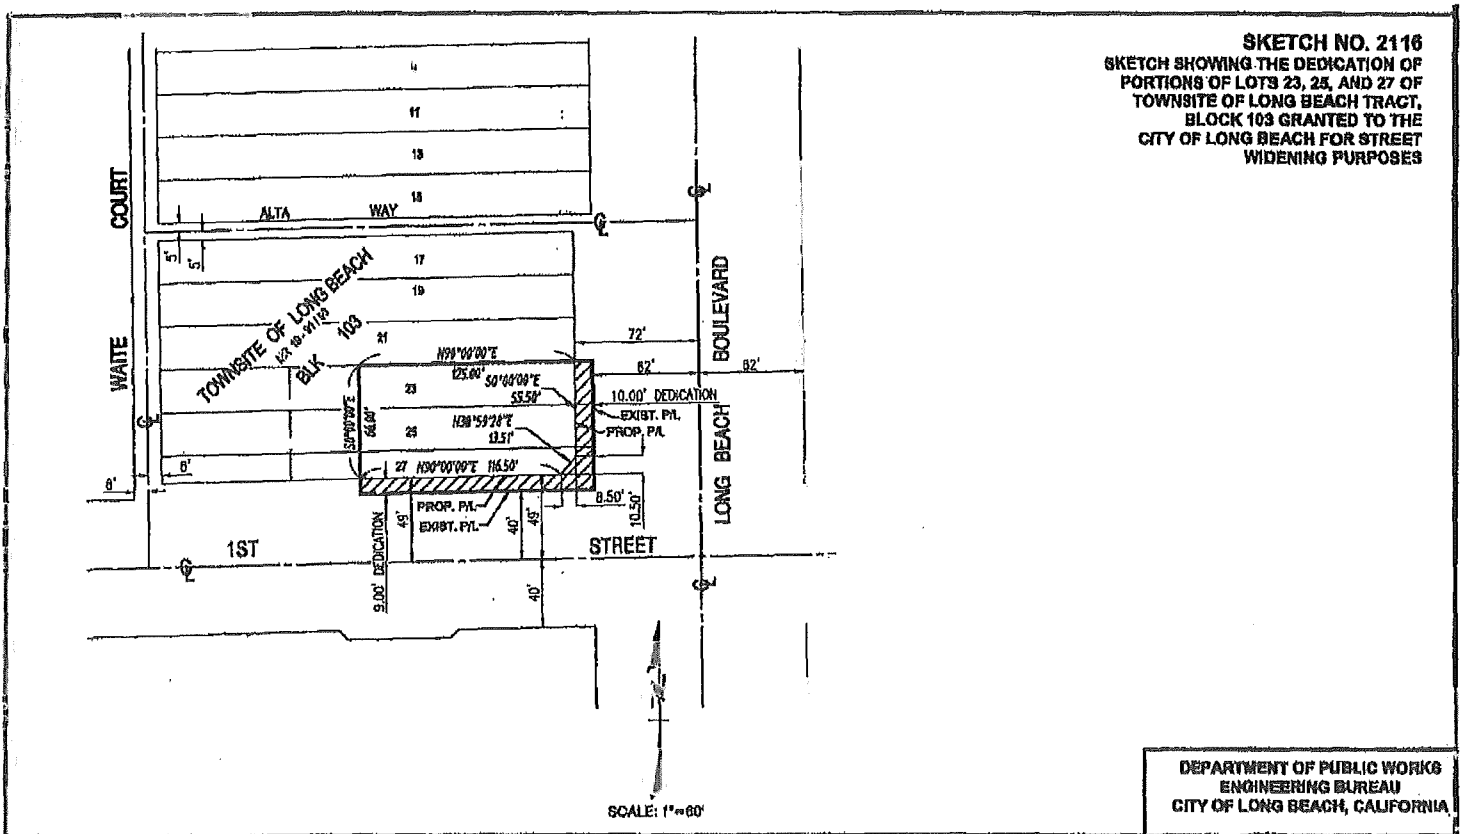 SKETCH NO. 2116
SKETCH SHOWING THE DEDICATION OF
PORTIONS OF LOTS 23, 25, AND 27 OF
TOWNSITE OF LONG BEACH TRACT,
BLOCK 103 GRANTED TO THE
CITY OF LONG BEACH FOR STREET
WIDENING PURPOSES
4
11
13
15
COURT
WAITE
ALTA WAY
5'
5'
17
19
21
TOWNSITE OF LONG BEACH
BLK 103
72'
62'
62'
BOULEVARD
LONG BEACH
N90°00'00"E
125.00'
S0°00'00"E
55.50'
10.00' DEDICATION
EXIST. P/L
PROP. P/L
23
S0°00'00"E
66.00'
25
N38°59'28"E
13.51'
27
N90°00'00"E 116.50'
8'
8'
PROP. P/L
EXIST. P/L
49'
40'
49'
8.50'
10.50'
9.00' DEDICATION
1ST STREET
40'
SCALE: 1"=60'
DEPARTMENT OF PUBLIC WORKS
ENGINEERING BUREAU
CITY OF LONG BEACH, CALIFORNIA